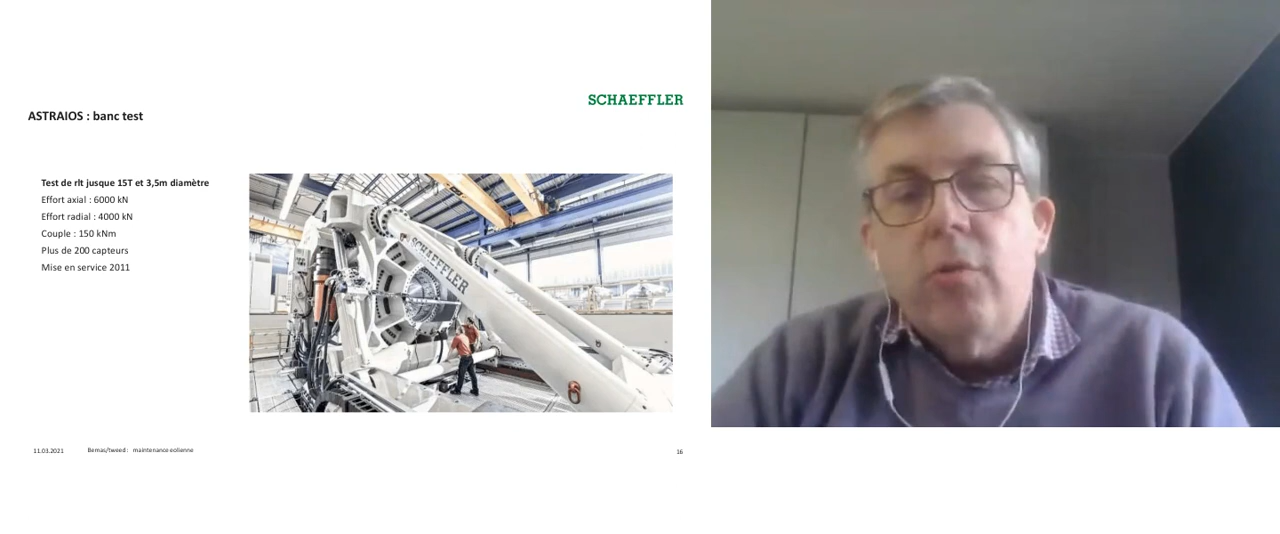 SCHAEFFLER
ASTRAIOS : banc test
Test de rlt jusque 15T et 3,5m diamètre
Effort axial : 6000 kN
Effort radial : 4000 kN
Couple : 150 kNm
Plus de 200 capteurs
Mise en service 2011
SCHAEFFLER
11.03.2021
Bemas/tweed : maintenance eolienne
16